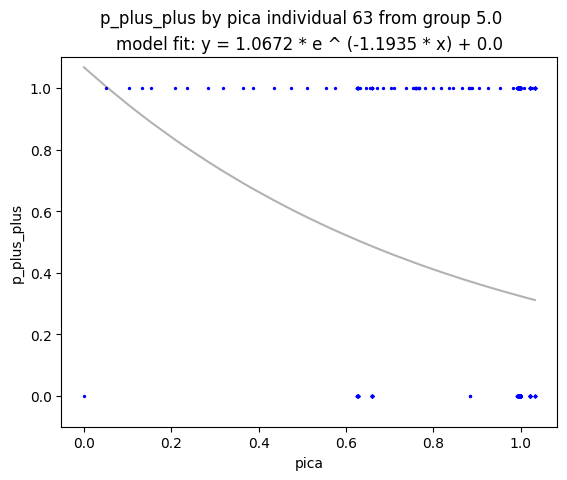 p_plus_plus by pica individual 63 from group 5.0
model fit: y = 1.0672 * e ^ (-1.1935 * x) + 0.0
1.0
0.8
0.6
0.4
0.2
0.0
p_plus_plus
0.0 0.2 0.4 0.6 0.8 1.0
pica